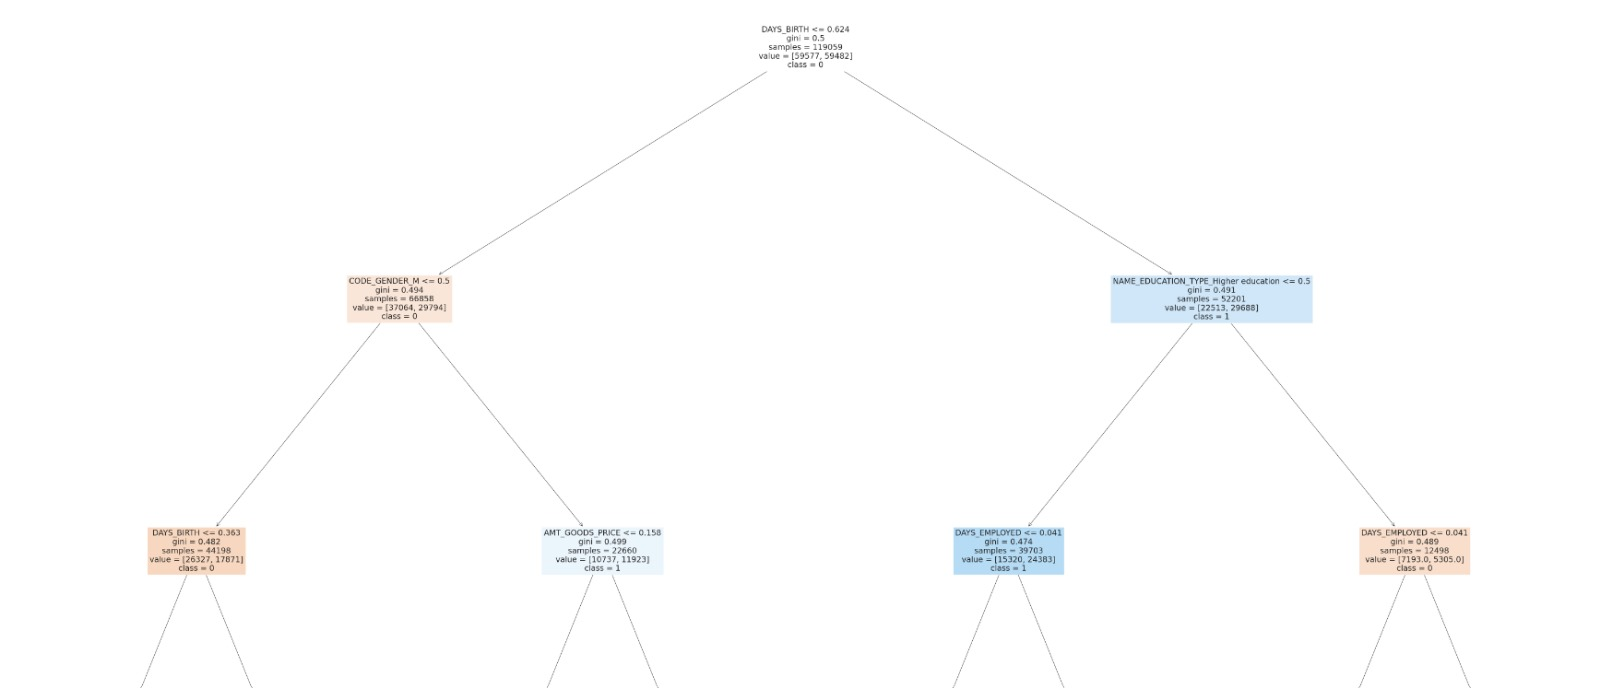 DAYS_BIRTH <= 0.624
gini = 0.5
samples = 119059
value = [59577, 59482]
class = 0
CODE_GENDER_M <= 0.5
gini = 0.494
samples = 66858
value = [37064, 29794]
class = 0
NAME_EDUCATION_TYPE_Higher education <= 0.5
gini = 0.491
samples = 52201
value = [22513, 29688]
class = 1
DAYS_BIRTH <= 0.363
gini = 0.482
samples = 44198
value = [26327, 17871]
class = 0
AMT_GOODS_PRICE <= 0.158
gini = 0.499
samples = 22660
value = [10737, 11923]
class = 1
DAYS_EMPLOYED <= 0.041
gini = 0.474
samples = 39703
value = [15320, 24383]
class = 1
DAYS_EMPLOYED <= 0.041
gini = 0.489
samples = 12498
value = [7193.0, 5305.0]
class = 0